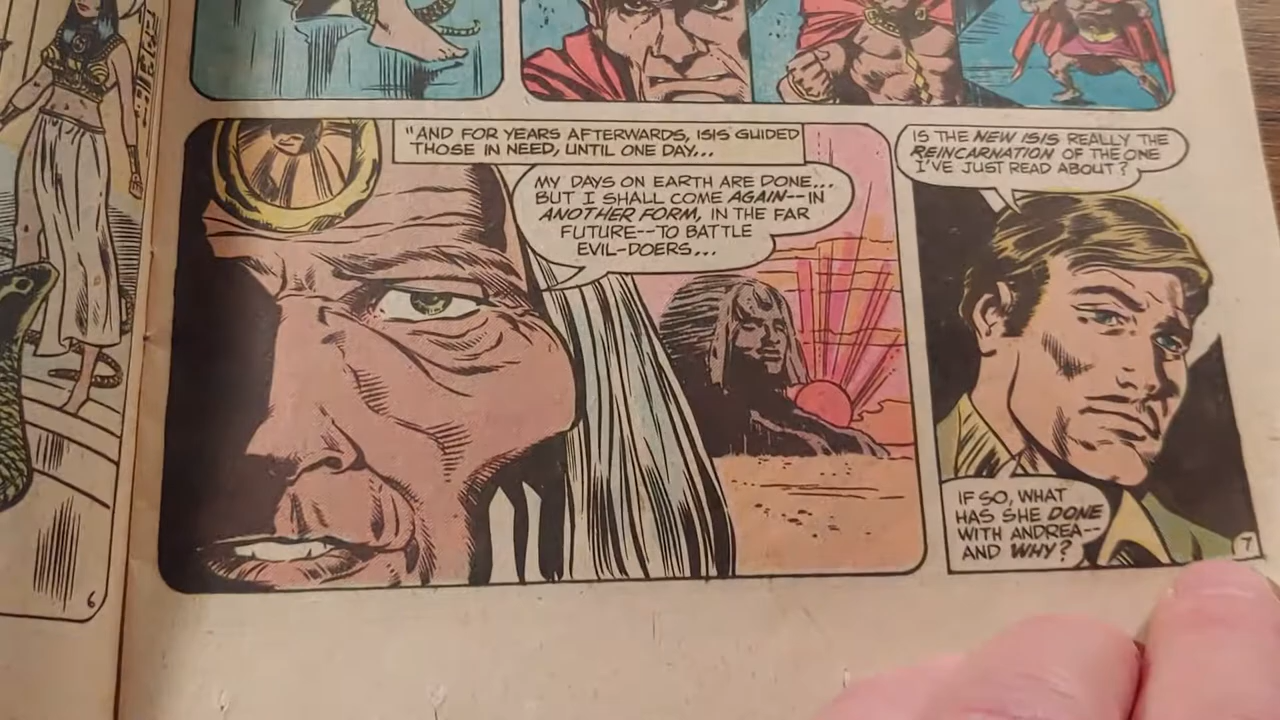 "AND FOR YEARS AFTERWARDS, ISIS GUIDED
THOSE IN NEED, UNTIL ONE DAY...
MY DAYS ON EARTH ARE DONE...
BUT I SHALL COME AGAIN--IN
ANOTHER FORM, IN THE FAR
FUTURE--TO BATTLE
EVIL-DOERS...
IS THE NEW ISIS REALLY THE
REINCARNATION OF THE ONE
I'VE JUST READ ABOUT?
IF SO, WHAT
HAS SHE DONE
WITH ANDREA--
AND WHY?
7
6